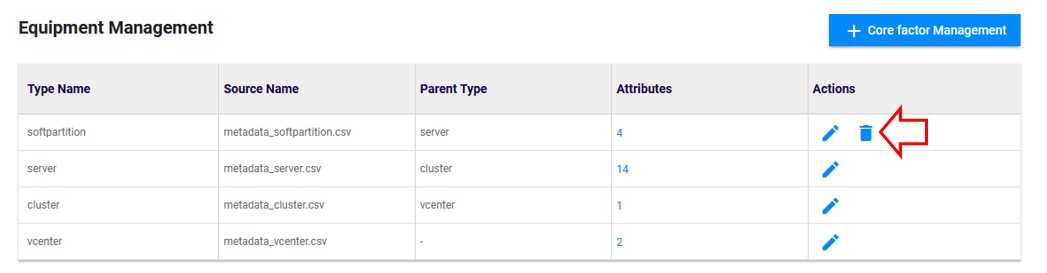 Equipment Management
+ Core factor Management
Type Name Source Name Parent Type Attributes Actions
softpartition metadata_softpartition.csv server 4
server metadata_server.csv cluster 14
cluster metadata_cluster.csv vcenter 1
vcenter metadata_vcenter.csv - 2